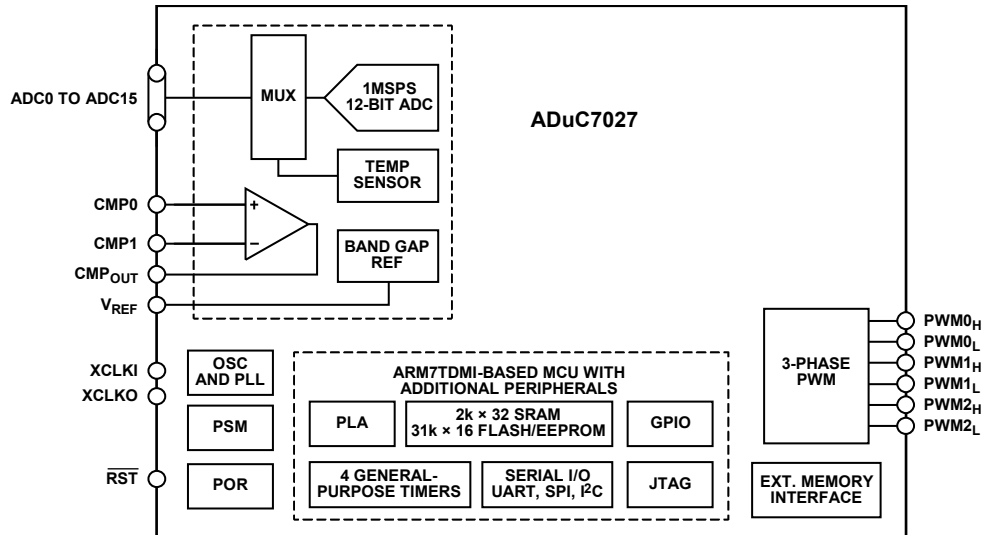 ADuC7027
ADC0 TO ADC15
MUX
1MSPS
12-BIT ADC
TEMP
SENSOR
CMP0
+
CMP1
−
CMPOUT
BAND GAP
REF
VREF
XCLKI
XCLKO
OSC
AND PLL
PSM
RST
POR
ARM7TDMI-BASED MCU WITH
ADDITIONAL PERIPHERALS
PLA
2k × 32 SRAM
31k × 16 FLASH/EEPROM
GPIO
4 GENERAL-
PURPOSE TIMERS
SERIAL I/O
UART, SPI, I2C
JTAG
3-PHASE
PWM
PWM0H
PWM0L
PWM1H
PWM1L
PWM2H
PWM2L
EXT. MEMORY
INTERFACE